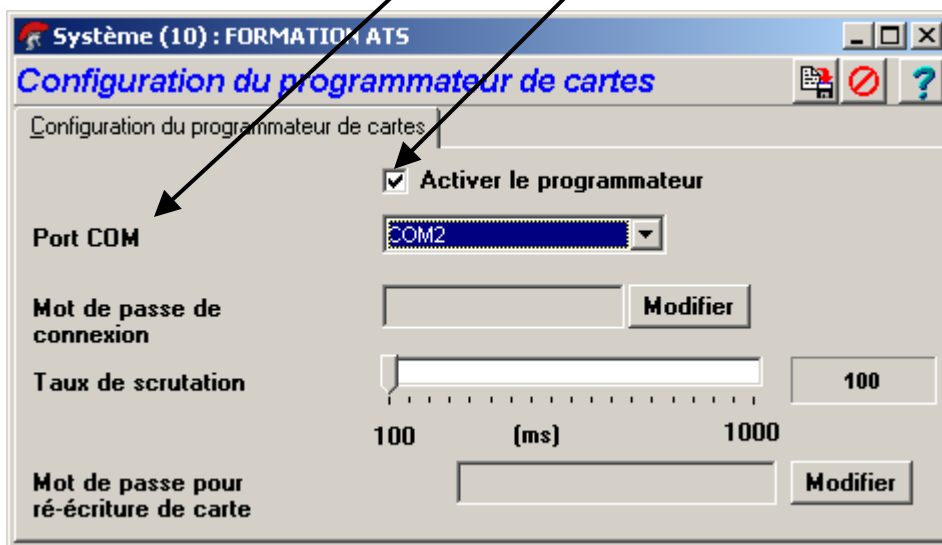 Système (10) : FORMATION ATS
Configuration du programmateur de cartes
Configuration du programmateur de cartes
Activer le programmateur
Port COM
COM2
Mot de passe de
connexion
Modifier
Taux de scrutation
100
100 (ms) 1000
Mot de passe pour
ré-écriture de carte
Modifier